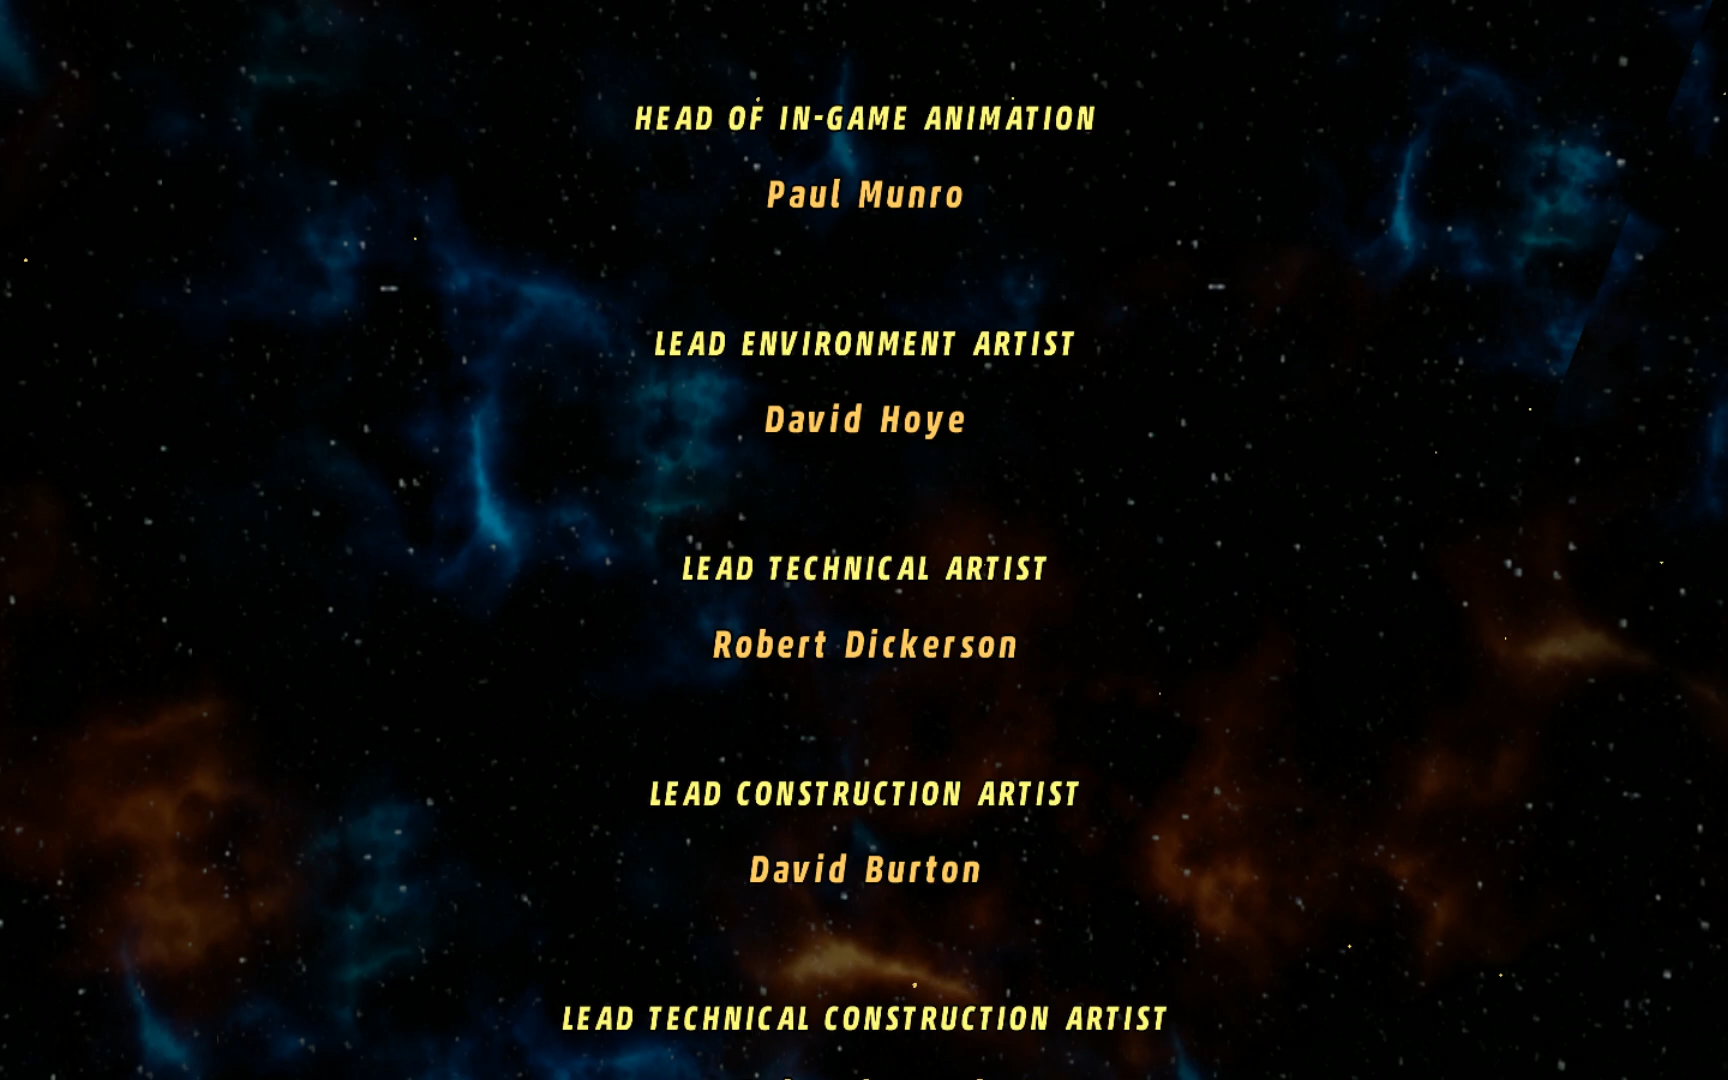 HEAD OF IN-GAME ANIMATION
Paul Munro
LEAD ENVIRONMENT ARTIST
David Hoye
LEAD TECHNICAL ARTIST
Robert Dickerson
LEAD CONSTRUCTION ARTIST
David Burton
LEAD TECHNICAL CONSTRUCTION ARTIST